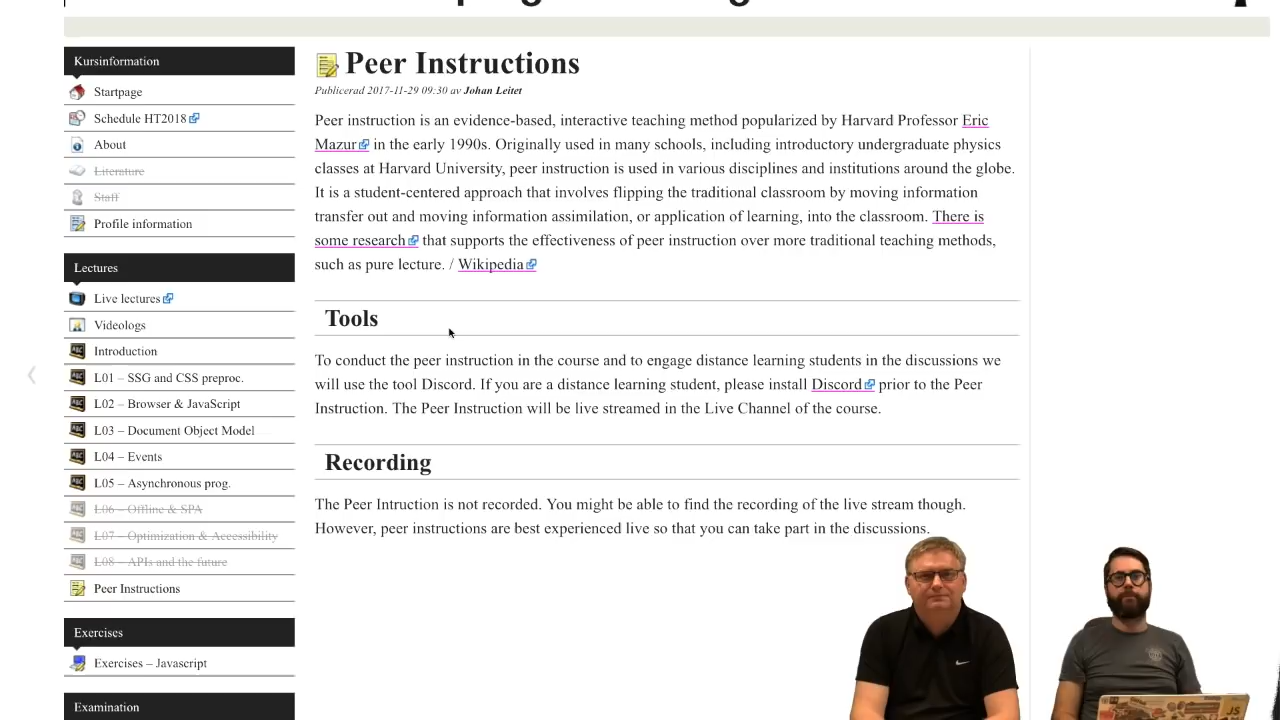 Kursinformation
Startpage
Schedule HT2018
About
Literature
Staff
Profile information
Lectures
Live lectures
Videologs
Introduction
L01 – SSG and CSS preproc.
L02 – Browser & JavaScript
L03 – Document Object Model
L04 – Events
L05 – Asynchronous prog.
L06 – Offline & SPA
L07 – Optimization & Accessibility
L08 – APIs and the future
Peer Instructions
Exercises
Exercises – Javascript
Examination
Peer Instructions
Publicerad 2017-11-29 09:30 av Johan Leitet
Peer instruction is an evidence-based, interactive teaching method popularized by Harvard Professor Eric
Mazur in the early 1990s. Originally used in many schools, including introductory undergraduate physics
classes at Harvard University, peer instruction is used in various disciplines and institutions around the globe.
It is a student-centered approach that involves flipping the traditional classroom by moving information
transfer out and moving information assimilation, or application of learning, into the classroom. There is
some research that supports the effectiveness of peer instruction over more traditional teaching methods,
such as pure lecture. / Wikipedia
Tools
To conduct the peer instruction in the course and to engage distance learning students in the discussions we
will use the tool Discord. If you are a distance learning student, please install Discord prior to the Peer
Instruction. The Peer Instruction will be live streamed in the Live Channel of the course.
Recording
The Peer Intruction is not recorded. You might be able to find the recording of the live stream though.
However, peer instructions are best experienced live so that you can take part in the discussions.
JS